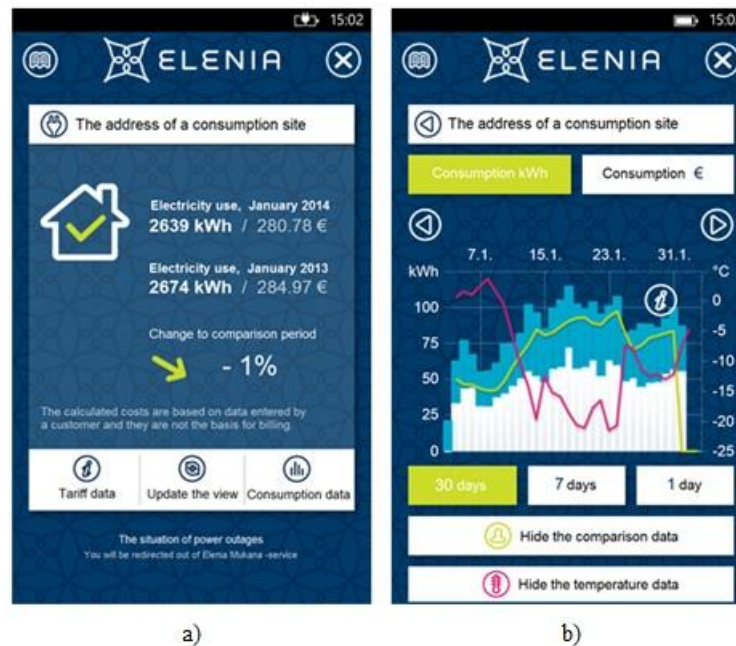 15:02
ELENIA
The address of a consumption site
Electricity use, January 2014
2639 kWh / 280.78 €
Electricity use, January 2013
2674 kWh / 284.97 €
Change to comparison period
- 1%
The calculated costs are based on data entered by
a customer and they are not the basis for billing.
Tariff data Update the view Consumption data
The situation of power outages
You will be redirected out of Elenia Mukana -service
a)
15:0
ELENIA
The address of a consumption site
Consumption kWh Consumption €
7.1. 15.1. 23.1. 31.1.
kWh °C
100 0
75 -5
50 -10
25 -15
0 -20
-25
30 days 7 days 1 day
Hide the comparison data
Hide the temperature data
b)